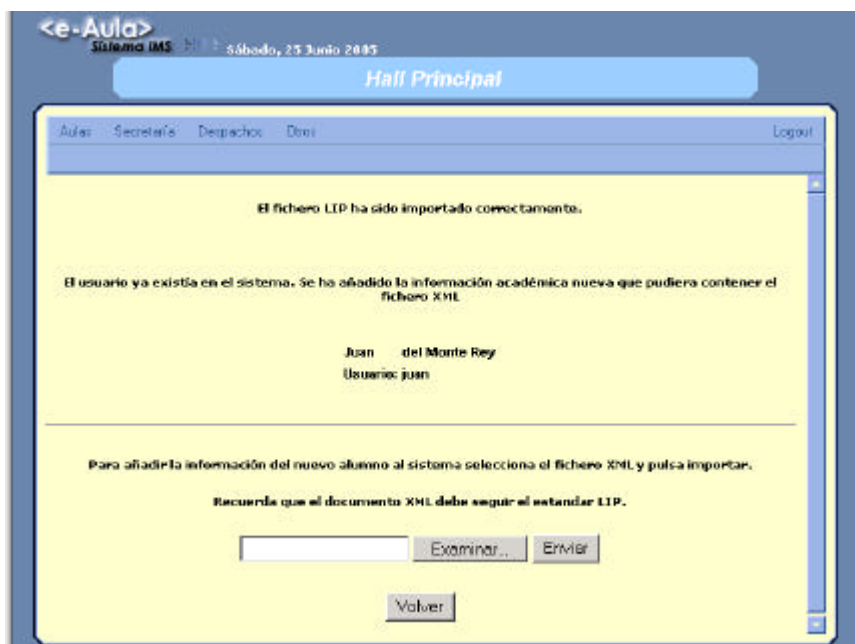 <e-Aula>
Sistema IMS
Sábado, 25 Junio 2005
Hall Principal
Aulas Secretaría Despachos Otros Logout
El fichero LIP ha sido importado correctamente.
El usuario ya existía en el sistema. Se ha añadido la información académica nueva que pudiera contener el
fichero XML
Juan del Monte Rey
Usuario: juan
Para añadir la información del nuevo alumno al sistema selecciona el fichero XML y pulsa importar.
Recuerda que el documento XML debe seguir el estandar LIP.
Examinar... Enviar
Volver